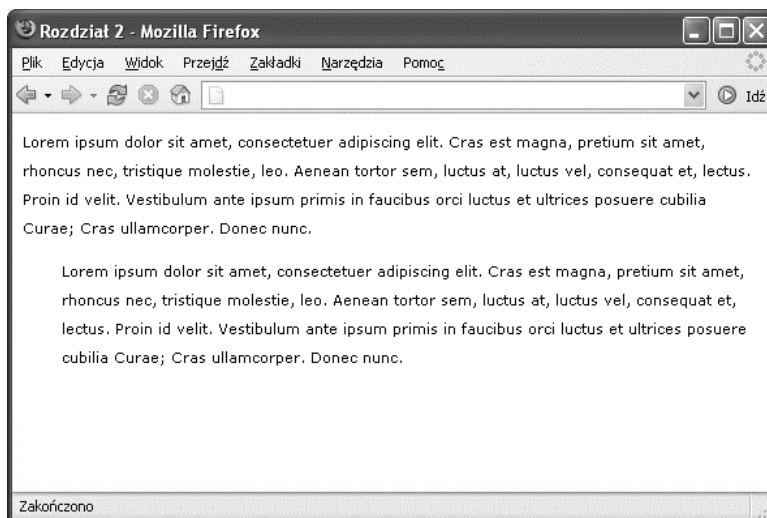 Rozdział 2 - Mozilla Firefox
Plik Edycja Widok Przejdź Zakładki Narzędzia Pomoc
Idź
Lorem ipsum dolor sit amet, consectetuer adipiscing elit. Cras est magna, pretium sit amet,
rhoncus nec, tristique molestie, leo. Aenean tortor sem, luctus at, luctus vel, consequat et, lectus.
Proin id velit. Vestibulum ante ipsum primis in faucibus orci luctus et ultrices posuere cubilia
Curae; Cras ullamcorper. Donec nunc.
Lorem ipsum dolor sit amet, consectetuer adipiscing elit. Cras est magna, pretium sit amet,
rhoncus nec, tristique molestie, leo. Aenean tortor sem, luctus at, luctus vel, consequat et,
lectus. Proin id velit. Vestibulum ante ipsum primis in faucibus orci luctus et ultrices posuere
cubilia Curae; Cras ullamcorper. Donec nunc.
Zakończono